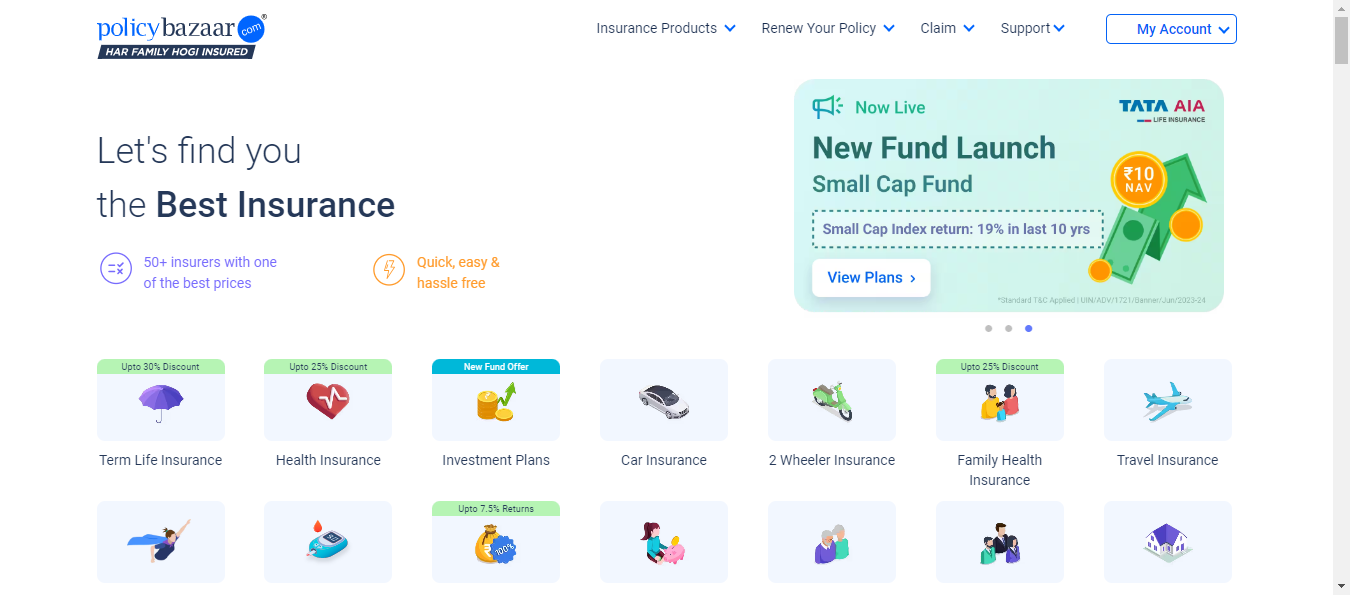 policybazaar.com®
HAR FAMILY HOGI INSURED
Insurance Products
Renew Your Policy
Claim
Support
My Account
Let's find you
the Best Insurance
50+ insurers with one
of the best prices
Quick, easy &
hassle free
Now Live
TATA AIA
LIFE INSURANCE
New Fund Launch
Small Cap Fund
₹10
NAV
Small Cap Index return: 19% in last 10 yrs
View Plans ›
*Standard T&C Applied | UIN/ADV/1721/Banner/Jun/2023-24
Upto 30% Discount
Upto 25% Discount
New Fund Offer
Upto 25% Discount
Term Life Insurance
Health Insurance
Investment Plans
Car Insurance
2 Wheeler Insurance
Family Health
Insurance
Travel Insurance
Upto 7.5% Returns
₹
100%